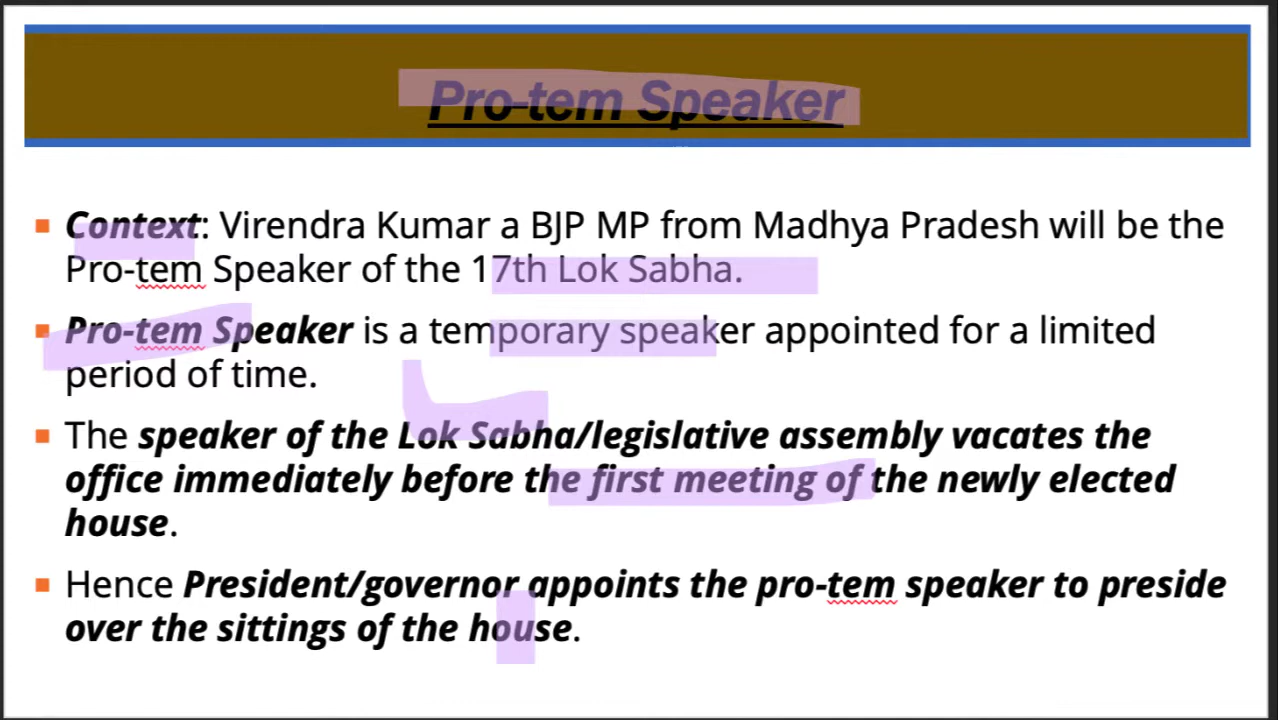 Pro-tem Speaker
Context: Virendra Kumar a BJP MP from Madhya Pradesh will be the
Pro-tem Speaker of the 17th Lok Sabha.
Pro-tem Speaker is a temporary speaker appointed for a limited
period of time.
The speaker of the Lok Sabha/legislative assembly vacates the
office immediately before the first meeting of the newly elected
house.
Hence President/governor appoints the pro-tem speaker to preside
over the sittings of the house.